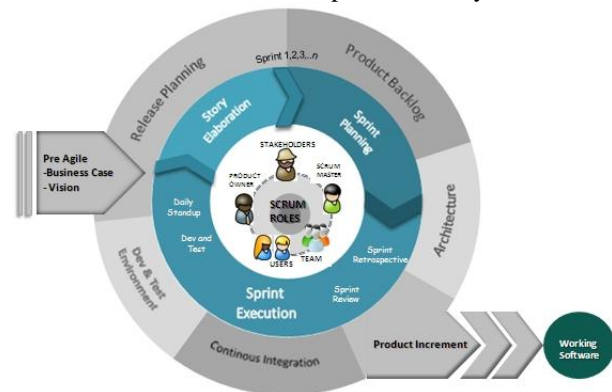 Sprint 1,2,3,..n
Release Planning
Product Backlog
Story
Elaboration
Sprint
Planning
Pre Agile
-Business Case
- Vision
STAKEHOLDERS
PRODUCT
OWNER
SCRUM
MASTER
SCRUM
ROLES
USERS
TEAM
Daily
Standup
Dev and
Test
Architecture
Dev & Test
Environment
Sprint
Retrospective
Sprint
Review
Sprint
Execution
Continous Integration
Product Increment
Working
Software